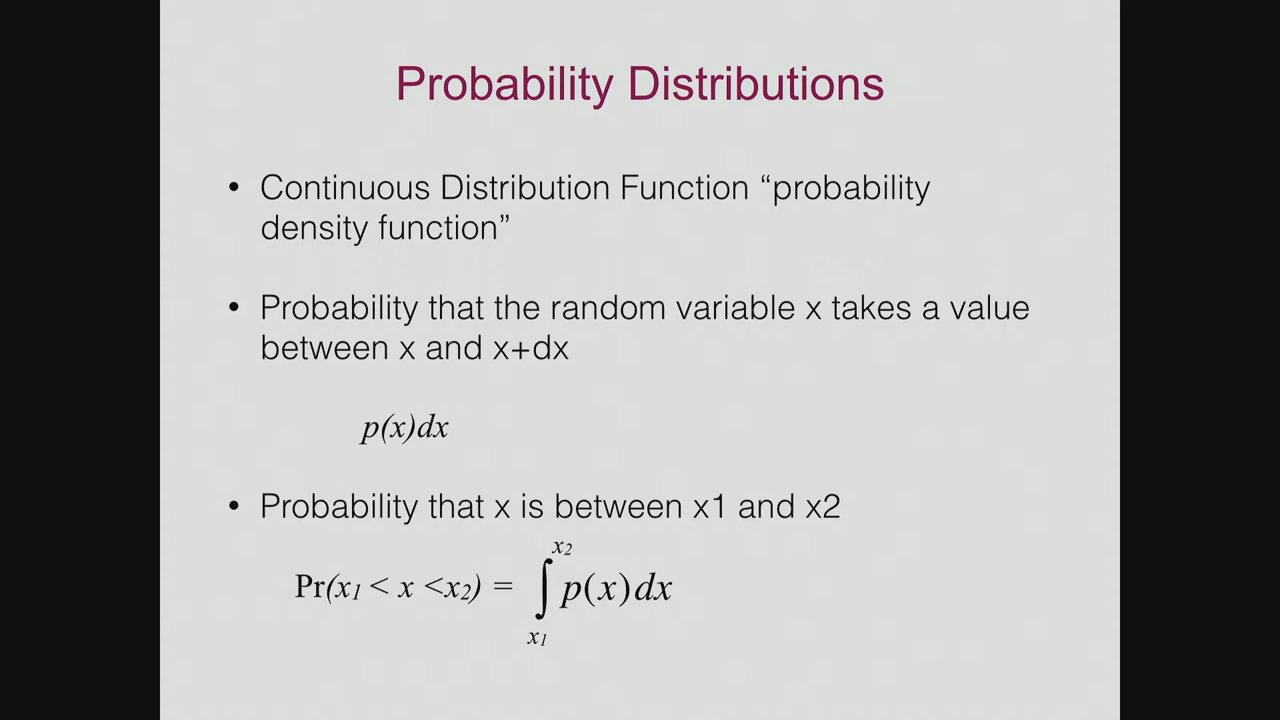 Probability Distributions
• Continuous Distribution Function “probability
density function”
• Probability that the random variable x takes a value
between x and x+dx
p(x)dx
• Probability that x is between x1 and x2
x2
Pr(x1 < x <x2) = ∫ p(x)dx
x1